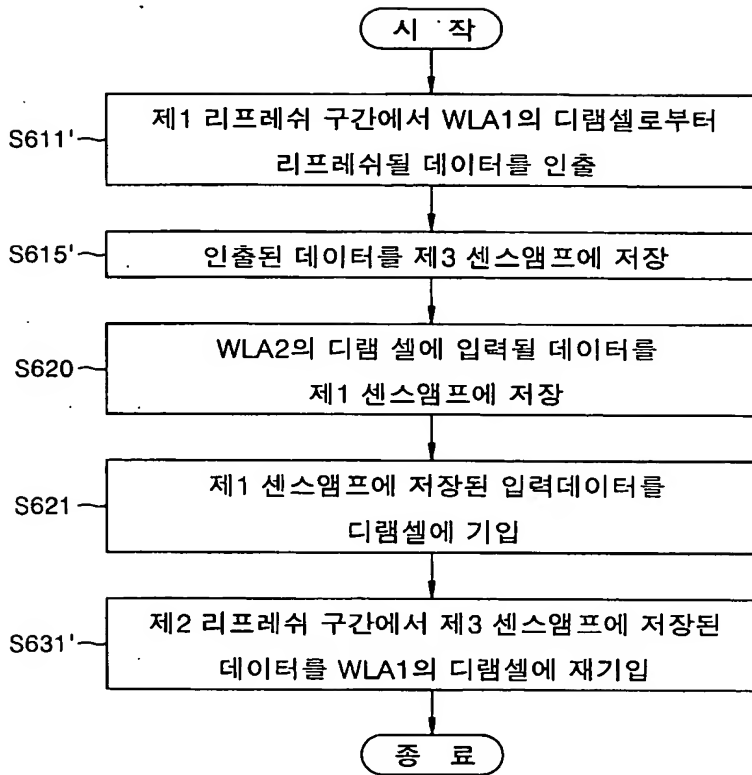 시 작
S611'
제1 리프레쉬 구간에서 WLA1의 디램셀로부터
리프레쉬될 데이터를 인출
S615'
인출된 데이터를 제3 센스앰프에 저장
S620
WLA2의 디램 셀에 입력될 데이터를
제1 센스앰프에 저장
S621
제1 센스앰프에 저장된 입력데이터를
디램셀에 기입
S631'
제2 리프레쉬 구간에서 제3 센스앰프에 저장된
데이터를 WLA1의 디램셀에 재기입
종 료